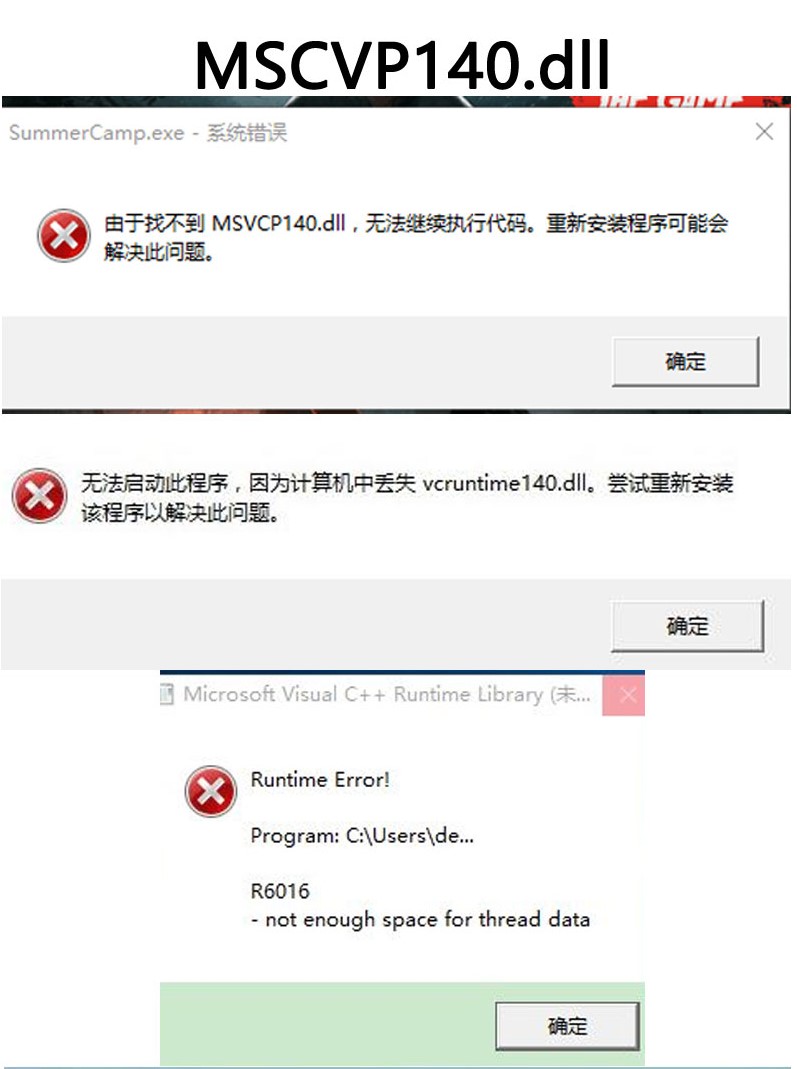 MSCVP140.dll
THE GAME
SummerCamp.exe - 系统错误
由于找不到 MSVCP140.dll，无法继续执行代码。重新安装程序可能会
解决此问题。
确定
无法启动此程序，因为计算机中丢失 vcruntime140.dll。尝试重新安装
该程序以解决此问题。
确定
Microsoft Visual C++ Runtime Library (未...
Runtime Error!
Program: C:\Users\de...
R6016
- not enough space for thread data
确定